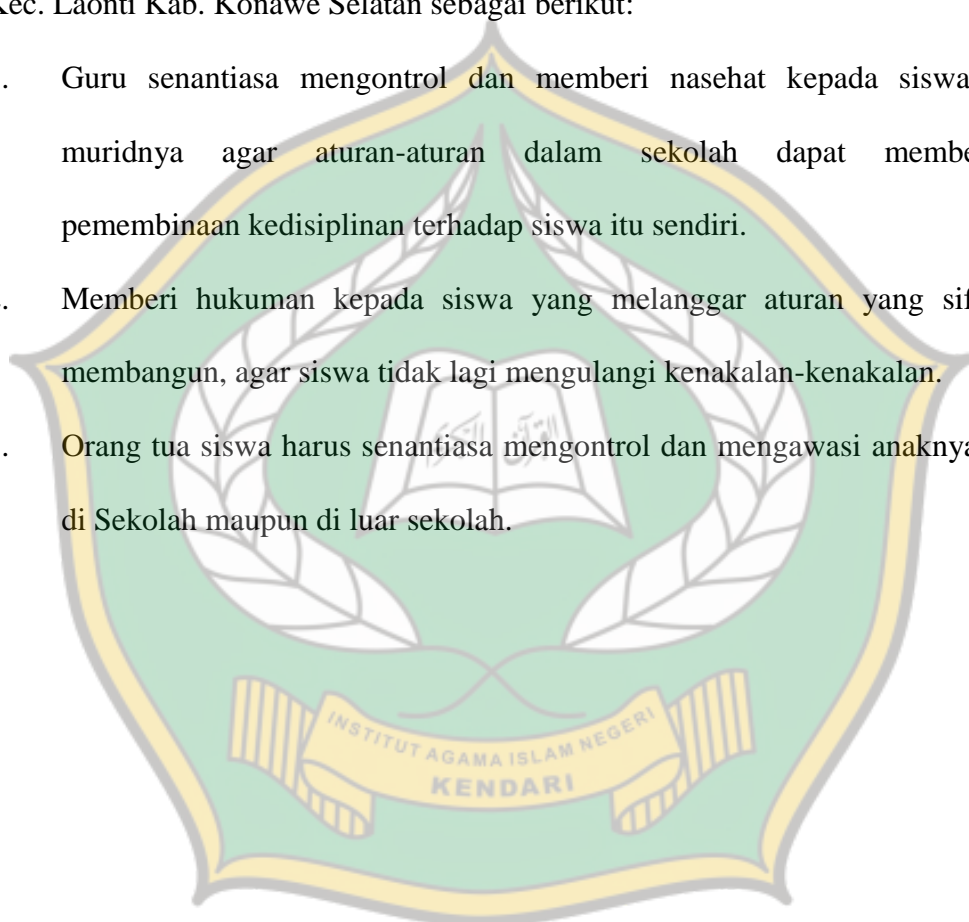 Kec. Laonti Kab. Konawe Selatan sebagai berikut:
. Guru senantiasa mengontrol dan memberi nasehat kepada siswa
muridnya agar aturan-aturan dalam sekolah dapat membe
pemembinaan kedisiplinan terhadap siswa itu sendiri.
. Memberi hukuman kepada siswa yang melanggar aturan yang sif
membangun, agar siswa tidak lagi mengulangi kenakalan-kenakalan.
. Orang tua siswa harus senantiasa mengontrol dan mengawasi anaknya
di Sekolah maupun di luar sekolah.
القرآن الكريم
INSTITUT AGAMA ISLAM NEGERI
KENDARI